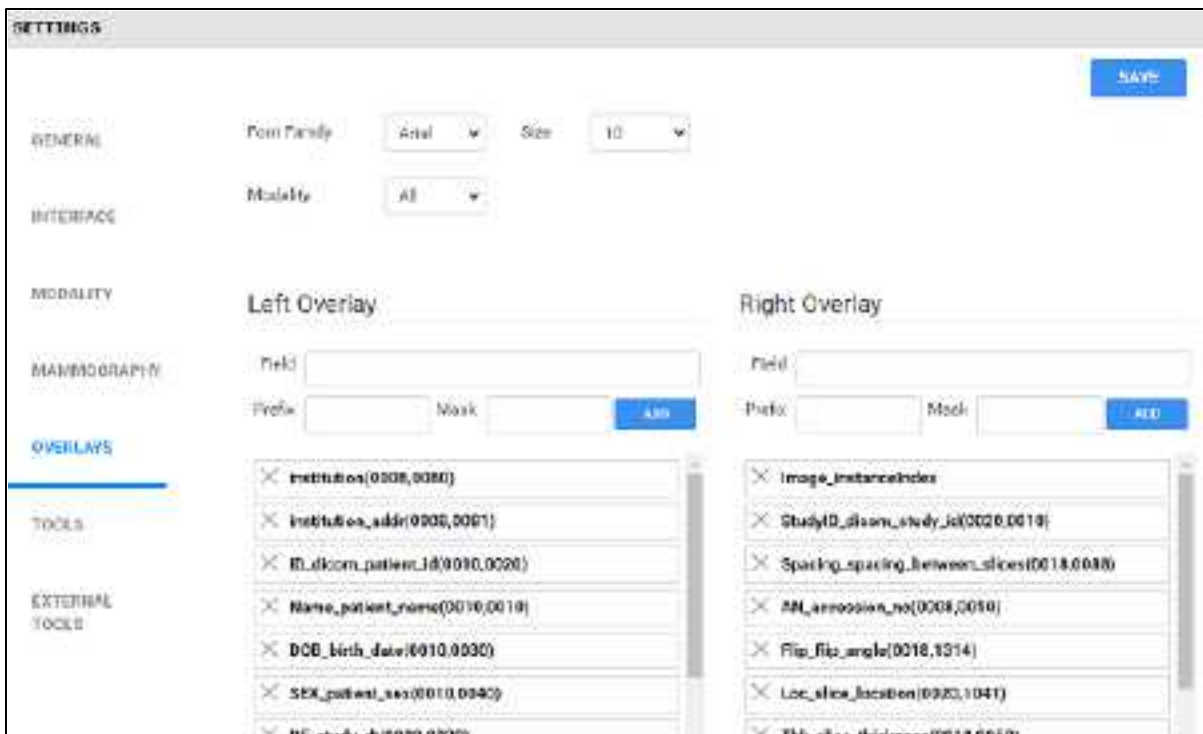 SETTINGS
SAVE
GENERAL
INTERFACE
MODALITY
MAMMOGRAPHY
OVERLAYS
TOOLS
EXTERNAL
TOOLS
Font Family Arial Size 10
Modality All
Left Overlay
Field
Prefix Mask ADD
institution(0008,0080)
institution_addr(0008,0081)
ID_dicom_patient_id(0010,0020)
Name_patient_name(0010,0010)
DOB_birth_date(0010,0030)
SEX_patient_sex(0010,0040)
Right Overlay
Field
Prefix Mask ADD
Image_instanceIndex
StudyID_dicom_study_id(0020,0010)
Spacing_spacing_between_slices(0018,0088)
AN_accession_no(0008,0050)
Flip_flip_angle(0018,1314)
Loc_slice_location(0020,1041)